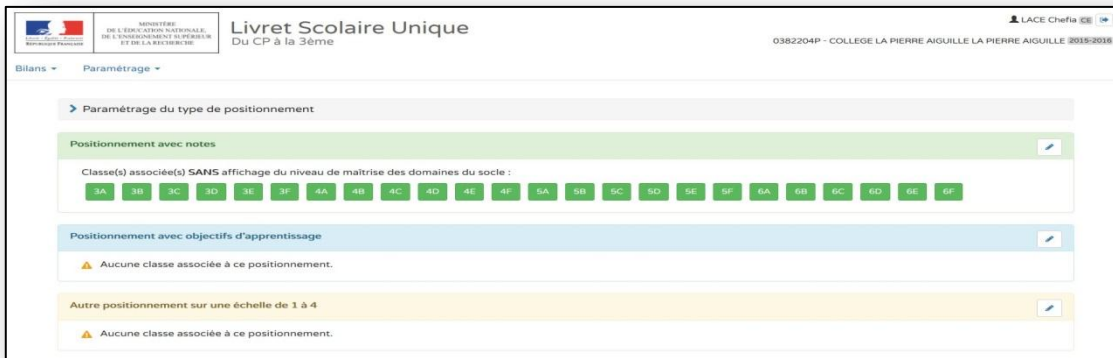 MINISTÈRE
DE L'ÉDUCATION NATIONALE,
DE L'ENSEIGNEMENT SUPÉRIEUR
ET DE LA RECHERCHE
Liberté • Égalité • Fraternité
RÉPUBLIQUE FRANÇAISE
Livret Scolaire Unique
Du CP à la 3ème
LACE Chefia CE
0382204P - COLLEGE LA PIERRE AIGUILLE LA PIERRE AIGUILLE 2015-2016
Bilans Paramétrage
Paramétrage du type de positionnement
Positionnement avec notes
Classe(s) associée(s) SANS affichage du niveau de maîtrise des domaines du socle :
3A 3B 3C 3D 3E 3F 4A 4B 4C 4D 4E 4F 5A 5B 5C 5D 5E 5F 6A 6B 6C 6D 6E 6F
Positionnement avec objectifs d'apprentissage
Aucune classe associée à ce positionnement.
Autre positionnement sur une échelle de 1 à 4
Aucune classe associée à ce positionnement.